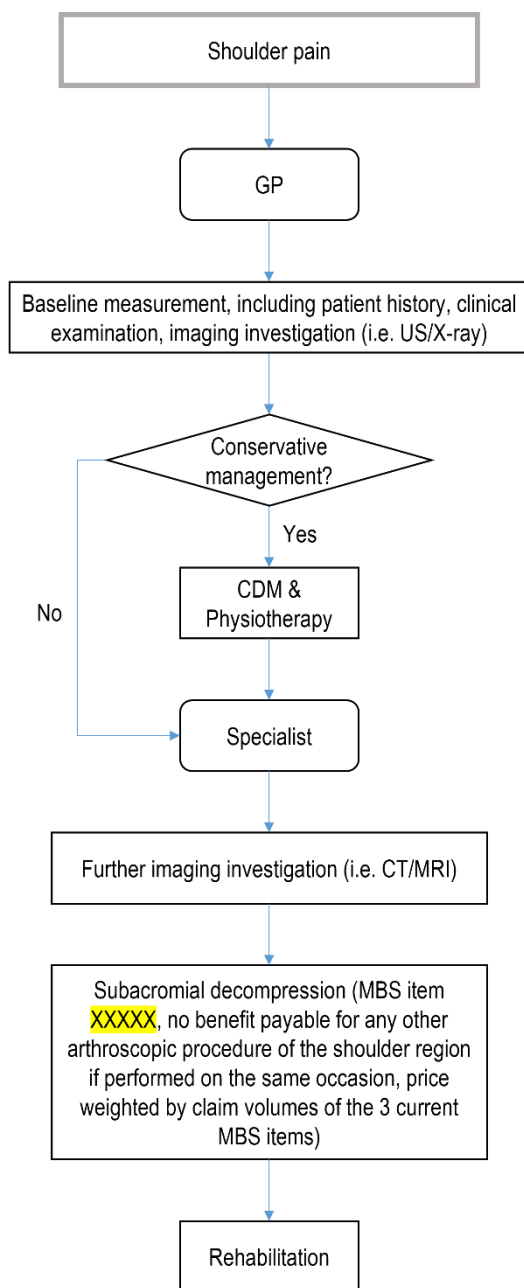 Shoulder pain
GP
Baseline measurement, including patient history, clinical
examination, imaging investigation (i.e. US/X-ray)
Conservative
management?
Yes
No
CDM &
Physiotherapy
Specialist
Further imaging investigation (i.e. CT/MRI)
Subacromial decompression (MBS item
XXXXX, no benefit payable for any other
arthroscopic procedure of the shoulder region
if performed on the same occasion, price
weighted by claim volumes of the 3 current
MBS items)
Rehabilitation